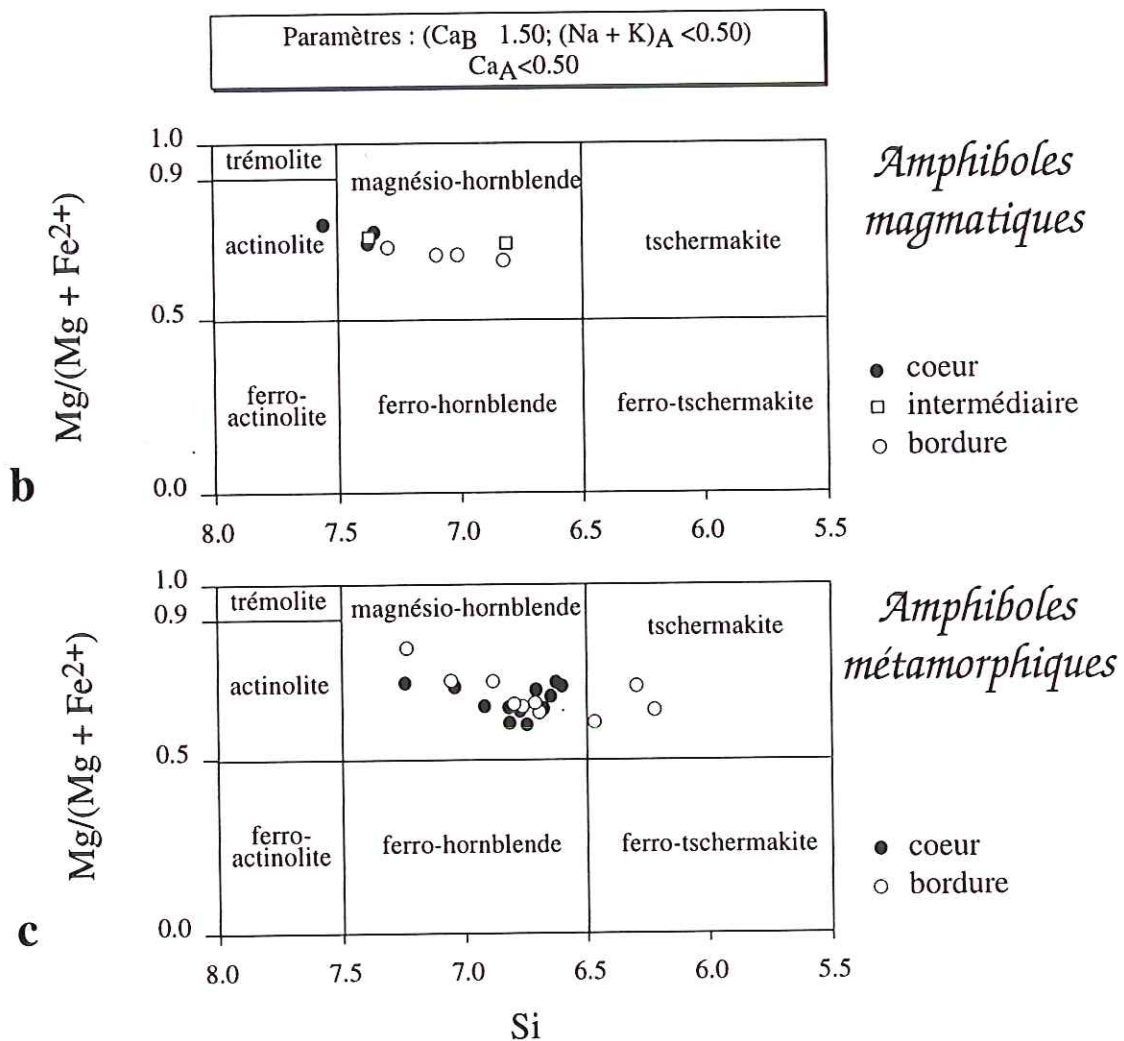 Paramètres : (CaB 1.50; (Na + K)A <0.50)
CaA<0.50
1.0
0.9
0.5
0.0
Mg/(Mg + Fe2+)
trémolite
magnésio-hornblende
actinolite
tschermakite
ferro-
actinolite
ferro-hornblende
ferro-tschermakite
8.0 7.5 7.0 6.5 6.0 5.5
Amphiboles
magmatiques
coeur
intermédiaire
bordure
b
1.0
0.9
0.5
0.0
Mg/(Mg + Fe2+)
trémolite
magnésio-hornblende
tschermakite
actinolite
ferro-
actinolite
ferro-hornblende
ferro-tschermakite
8.0 7.5 7.0 6.5 6.0 5.5
Si
Amphiboles
métamorphiques
coeur
bordure
c